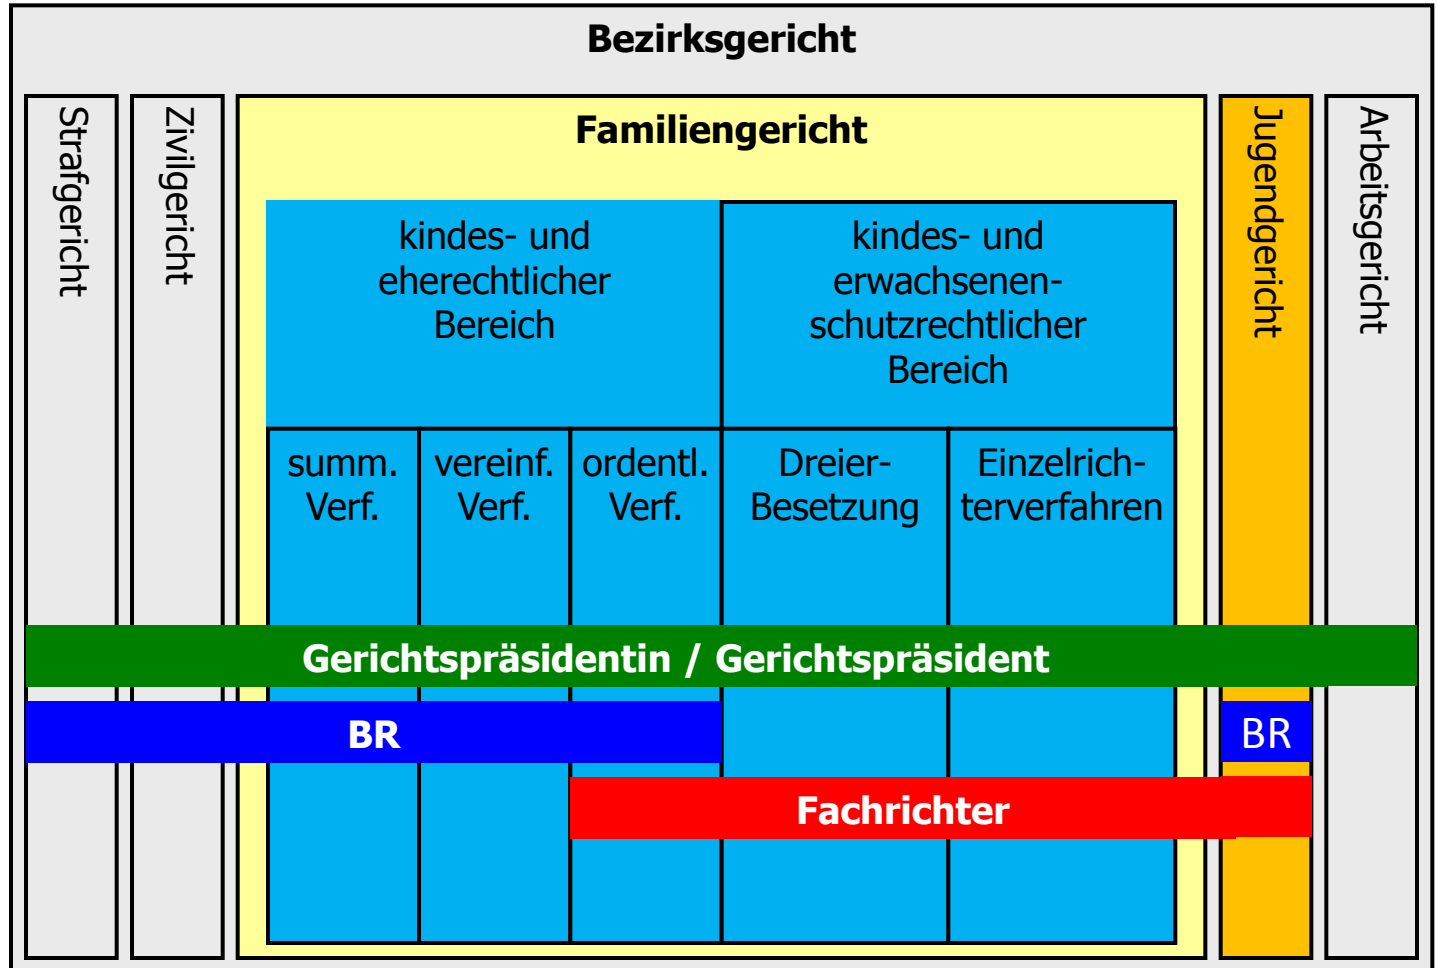 Bezirksgericht
Strafgericht
Zivilgericht
Familiengericht
Jugendgericht
Arbeitsgericht
kindes- und
eherechtlicher
Bereich
kindes- und
erwachsenen-
schutzrechtlicher
Bereich
summ.
Verf.
vereinf.
Verf.
ordentl.
Verf.
Dreier-
Besetzung
Einzelrich-
terverfahren
Gerichtspräsidentin / Gerichtspräsident
BR
BR
Fachrichter